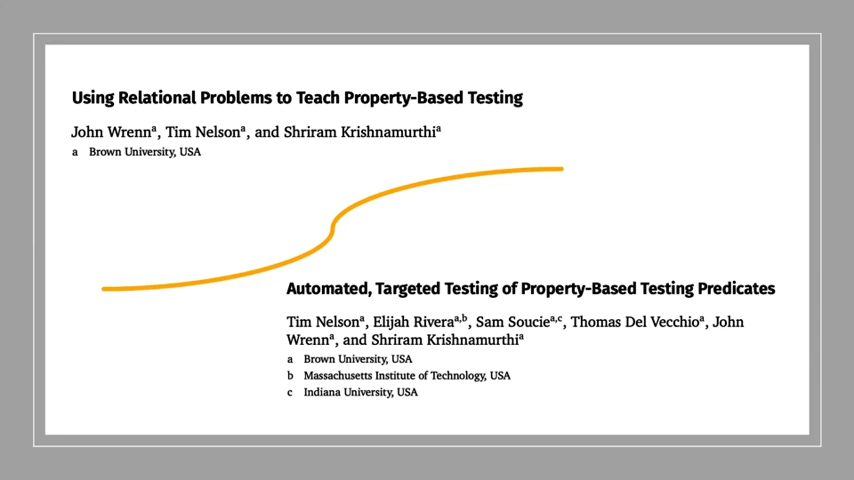 Using Relational Problems to Teach Property-Based Testing
John Wrennᵃ, Tim Nelsonᵃ, and Shriram Krishnamurthiᵃ
a Brown University, USA
Automated, Targeted Testing of Property-Based Testing Predicates
Tim Nelsonᵃ, Elijah Riveraᵃ,ᵇ, Sam Soucieᵃ,ᶜ, Thomas Del Vecchioᵃ, John
Wrennᵃ, and Shriram Krishnamurthiᵃ
a Brown University, USA
b Massachusetts Institute of Technology, USA
c Indiana University, USA